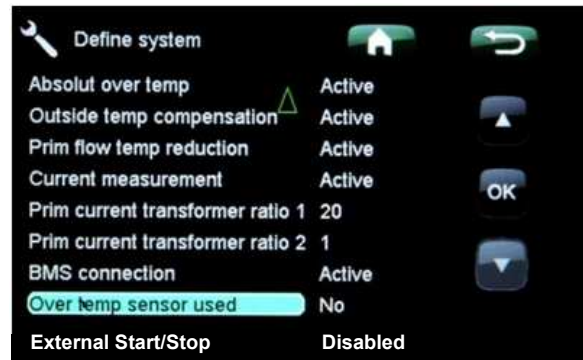 Define system
Absolut over temp Active
Outside temp compensation Active
Prim flow temp reduction Active
Current measurement Active
Prim current transformer ratio 1 20
Prim current transformer ratio 2 1
BMS connection Active
Over temp sensor used No
External Start/Stop Disabled
OK